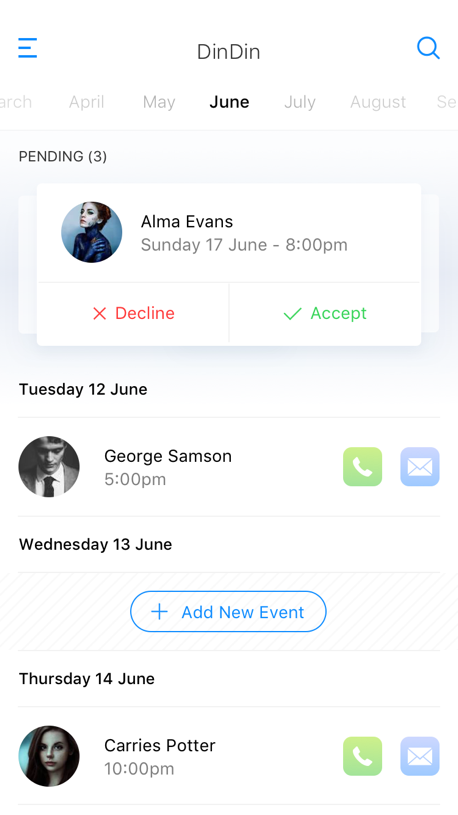 DinDin
arch April May June July August Se
PENDING (3)
Alma Evans
Sunday 17 June - 8:00pm
Decline Accept
Tuesday 12 June
George Samson
5:00pm
Wednesday 13 June
Add New Event
Thursday 14 June
Carries Potter
10:00pm